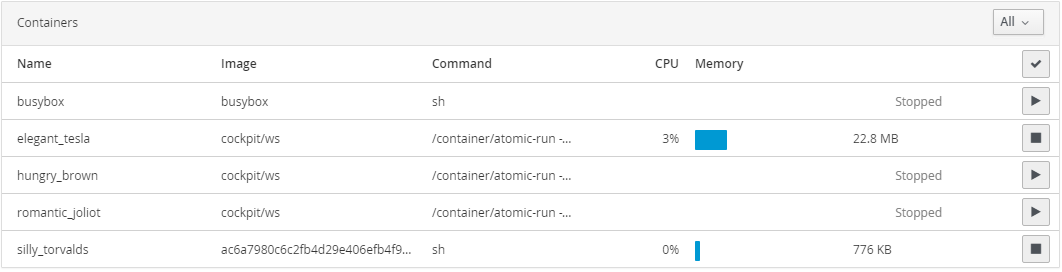 Containers All
Name Image Command CPU Memory
busybox busybox sh Stopped
elegant_tesla cockpit/ws /container/atomic-run -... 3% 22.8 MB
hungry_brown cockpit/ws /container/atomic-run -... Stopped
romantic_joliot cockpit/ws /container/atomic-run -... Stopped
silly_torvalds ac6a7980c6c2fb4d29e406efb4f9... sh 0% 776 KB